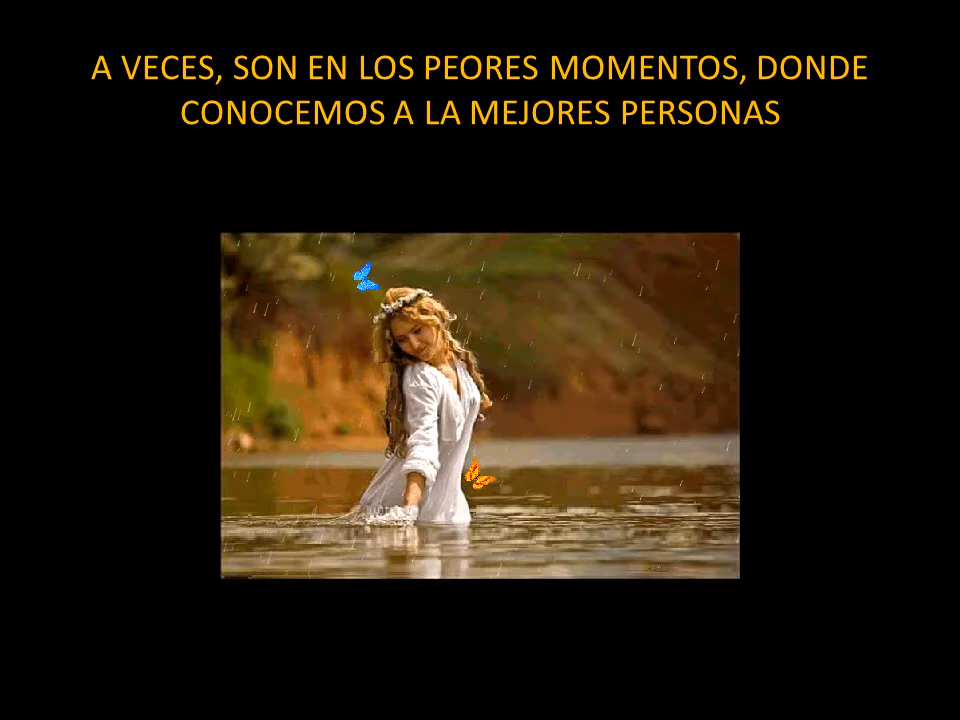 A VECES, SON EN LOS PEORES MOMENTOS, DONDE
CONOCEMOS A LA MEJORES PERSONAS